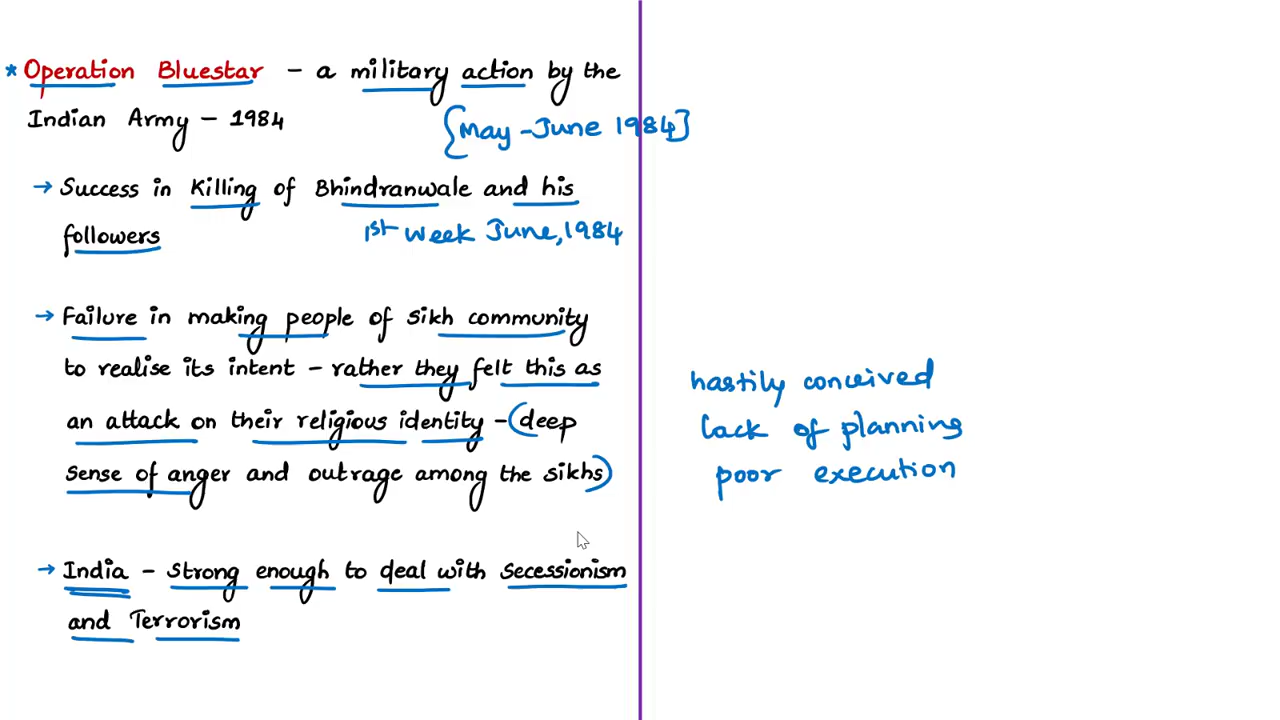 * Operation Bluestar - a military action by the
Indian Army - 1984
{May - June 1984]
→ Success in Killing of Bhindranwale and his
followers
1st week June, 1984
→ Failure in making people of Sikh community
to realise its intent - rather they felt this as
an attack on their religious identity - (deep
sense of anger and outrage among the sikhs)
→ India - strong enough to deal with secessionism
and Terrorism
hastily conceived
lack of planning
poor execution